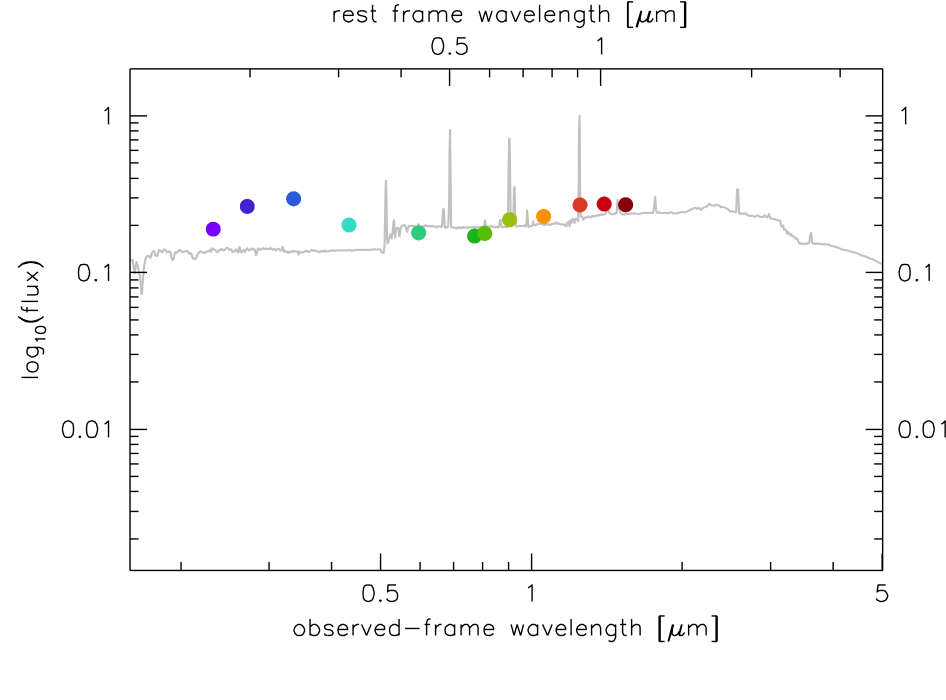 rest frame wavelength [μm]
0.5 1
1 1
0.1 0.1
0.01 0.01
log10(flux)
0.5 1 5
observed-frame wavelength [μm]